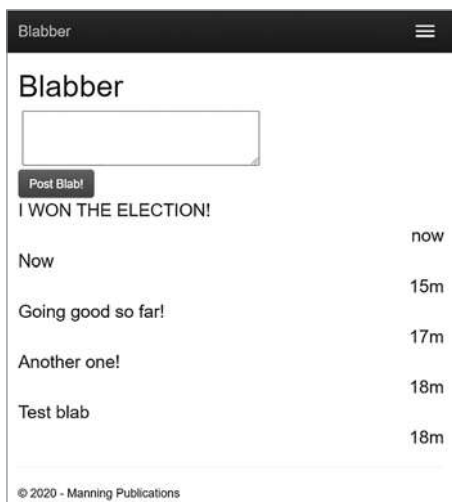 Blabber
Blabber
Post Blab!
I WON THE ELECTION!
now
Now
15m
Going good so far!
17m
Another one!
18m
Test blab
18m
© 2020 - Manning Publications